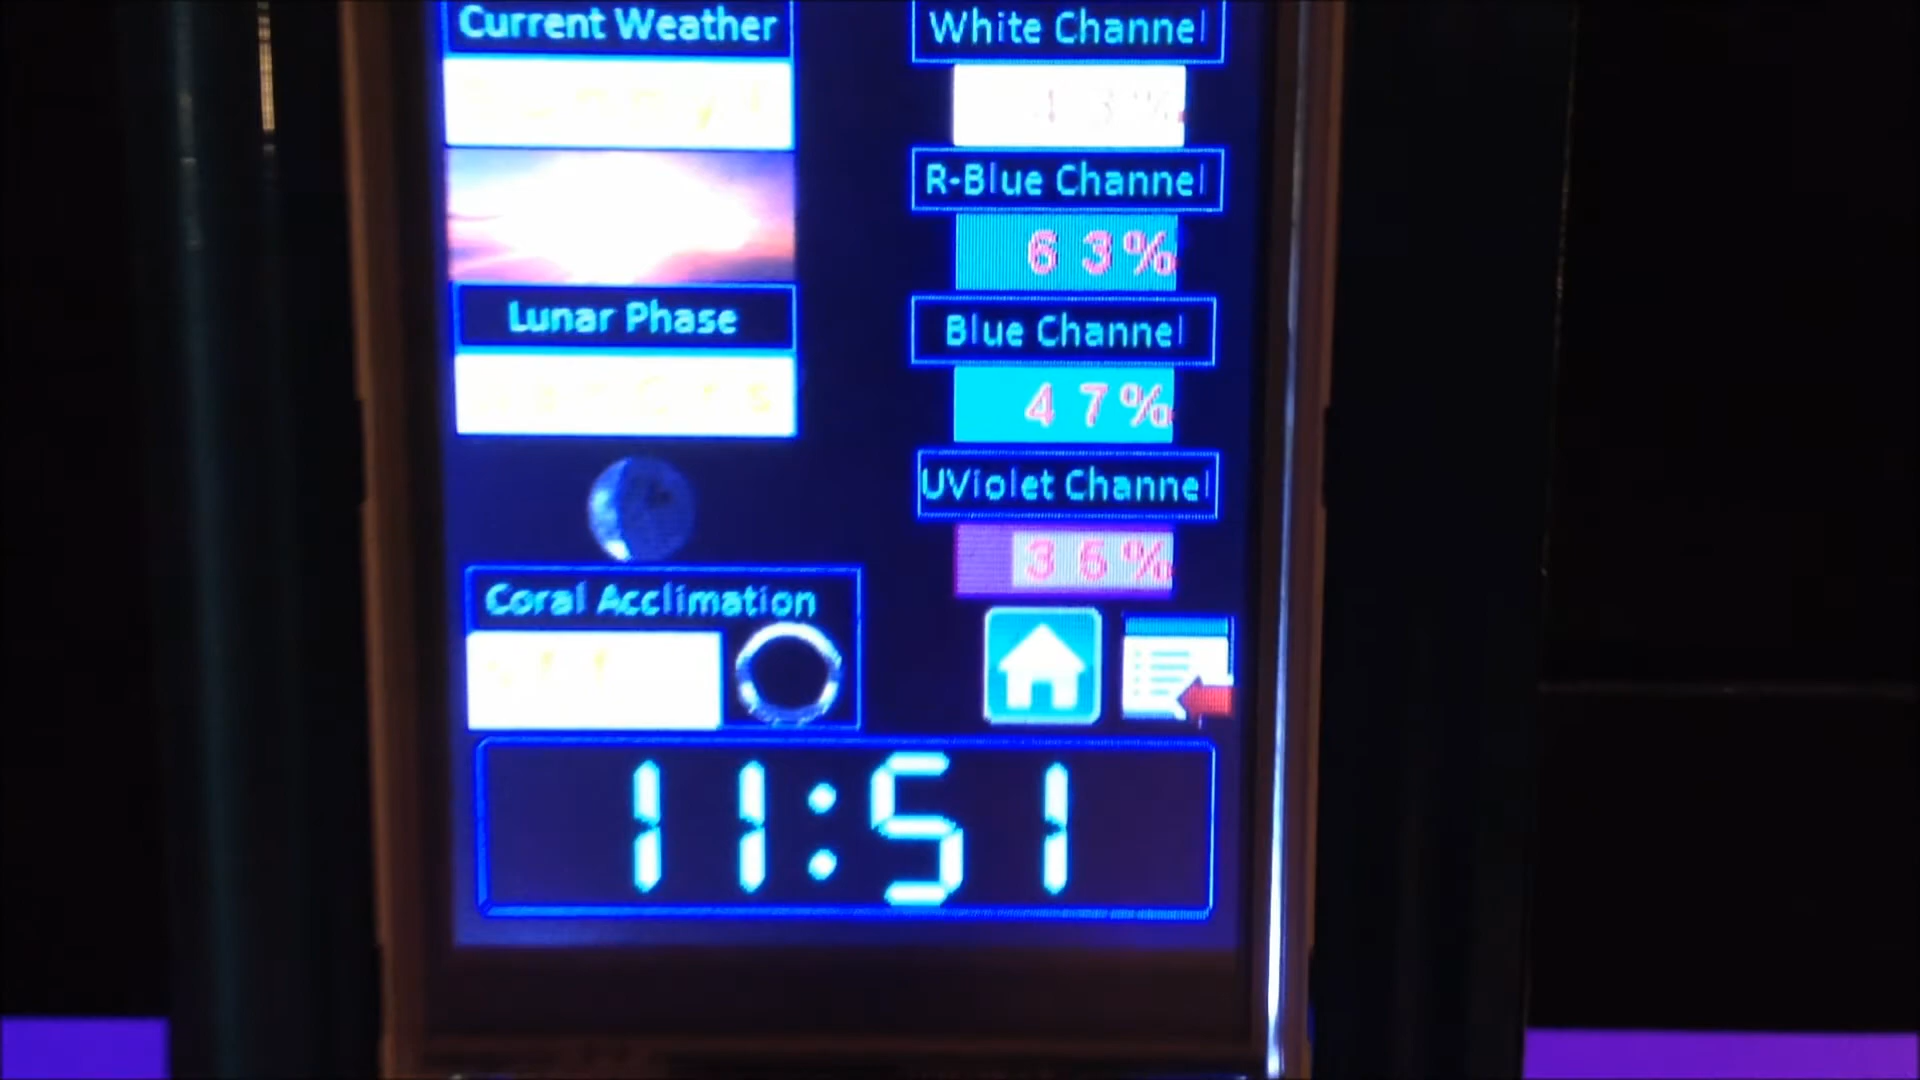 Current Weather
Lunar Phase
Coral Acclimation
White Channel
R-Blue Channel
63%
Blue Channel
47%
UViolet Channel
36%
11:51